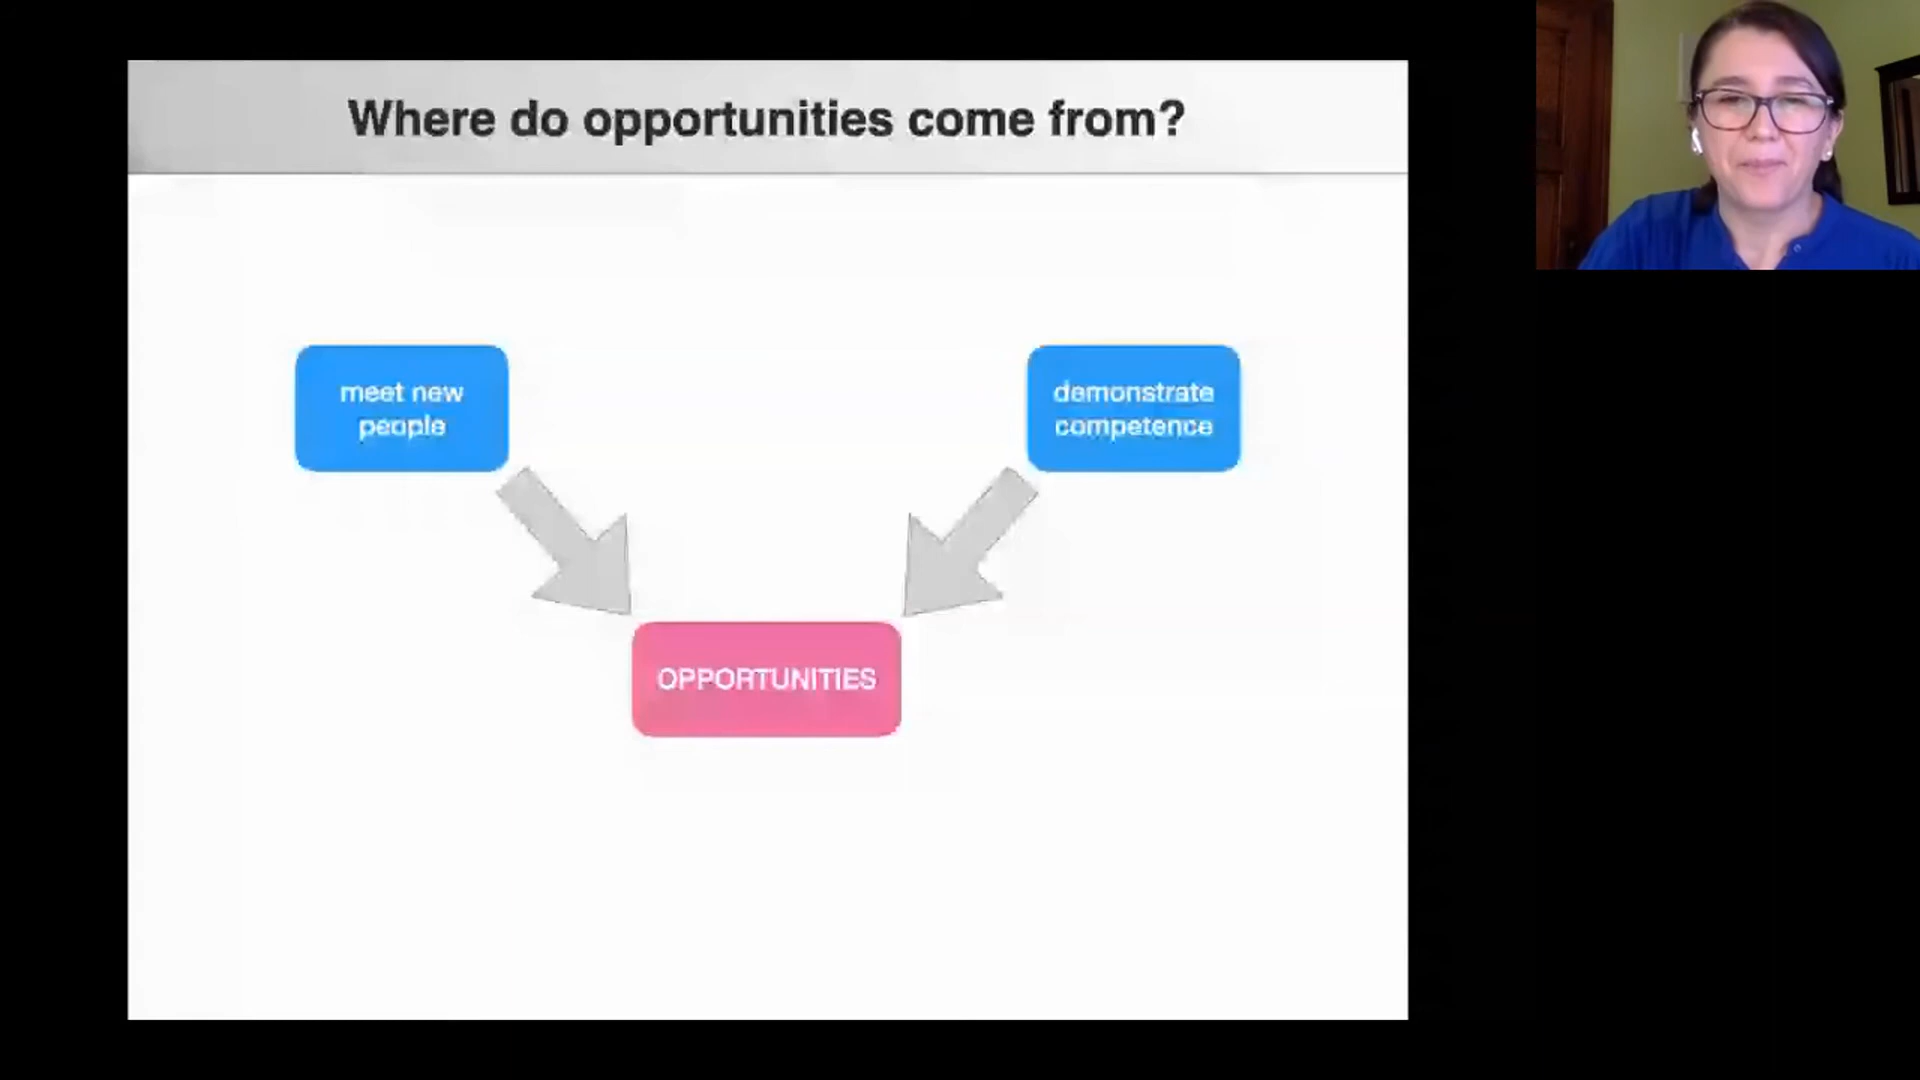 Where do opportunities come from?
meet new
people
demonstrate
competence
OPPORTUNITIES